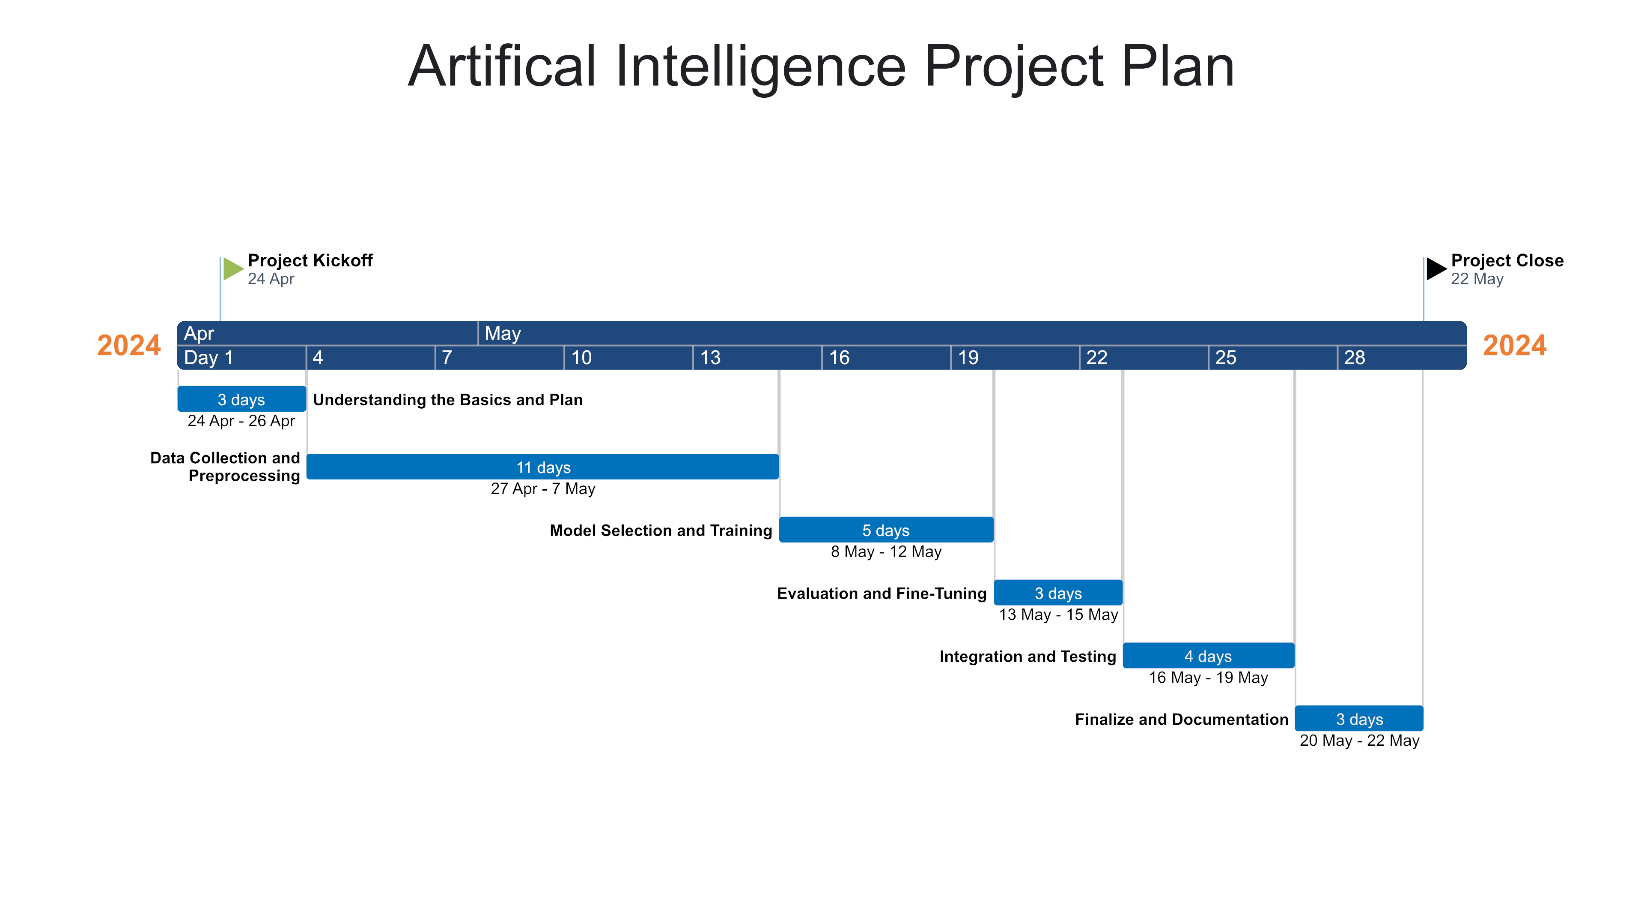 Artifical Intelligence Project Plan
Project Kickoff
24 Apr
Project Close
22 May
2024
Apr
May
2024
Day 1
4
7
10
13
16
19
22
25
28
3 days
Understanding the Basics and Plan
24 Apr - 26 Apr
Data Collection and
Preprocessing
11 days
27 Apr - 7 May
Model Selection and Training
5 days
8 May - 12 May
Evaluation and Fine-Tuning
3 days
13 May - 15 May
Integration and Testing
4 days
16 May - 19 May
Finalize and Documentation
3 days
20 May - 22 May